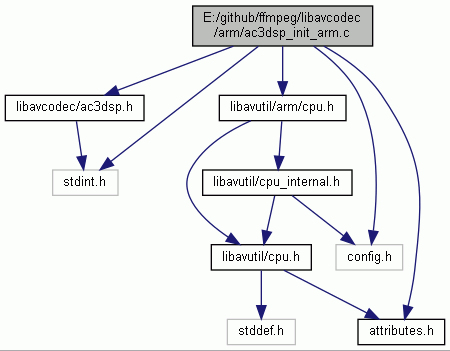 E:/github/ffmpeg/libavcodec
/arm/ac3dsp_init_arm.c
libavcodec/ac3dsp.h
libavutil/arm/cpu.h
stdint.h
libavutil/cpu_internal.h
libavutil/cpu.h
config.h
stddef.h
attributes.h